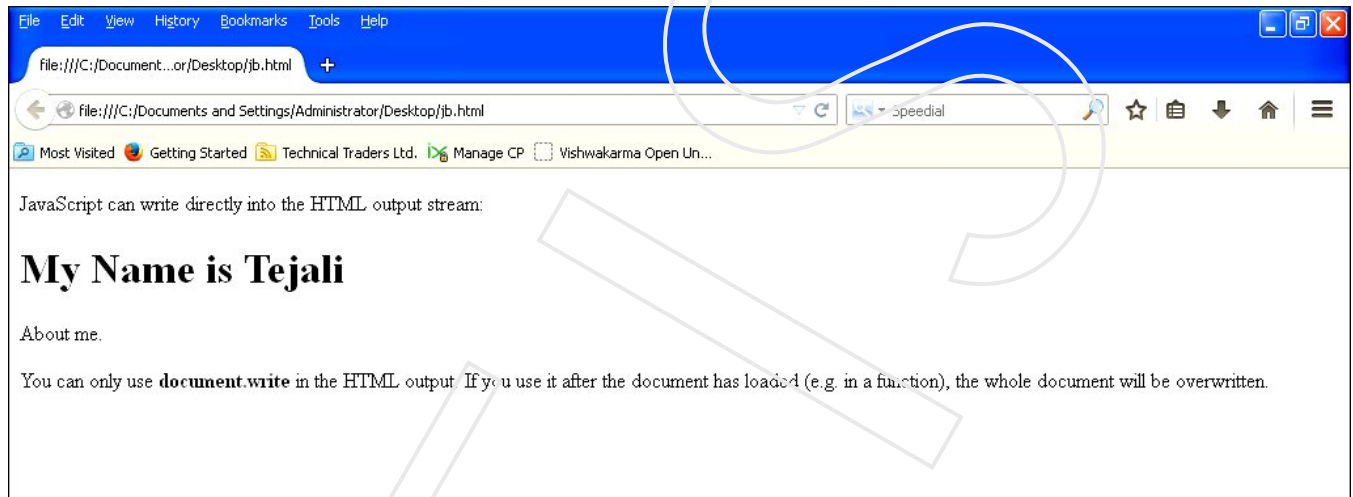 File Edit View History Bookmarks Tools Help
file:///C:/Document...or/Desktop/jb.html
file:///C:/Documents and Settings/Administrator/Desktop/jb.html Speedial
Most Visited Getting Started Technical Traders Ltd. Manage CP Vishwakarma Open Un...
JavaScript can write directly into the HTML output stream:
My Name is Tejali
About me.
You can only use document.write in the HTML output. If you use it after the document has loaded (e.g. in a function), the whole document will be overwritten.